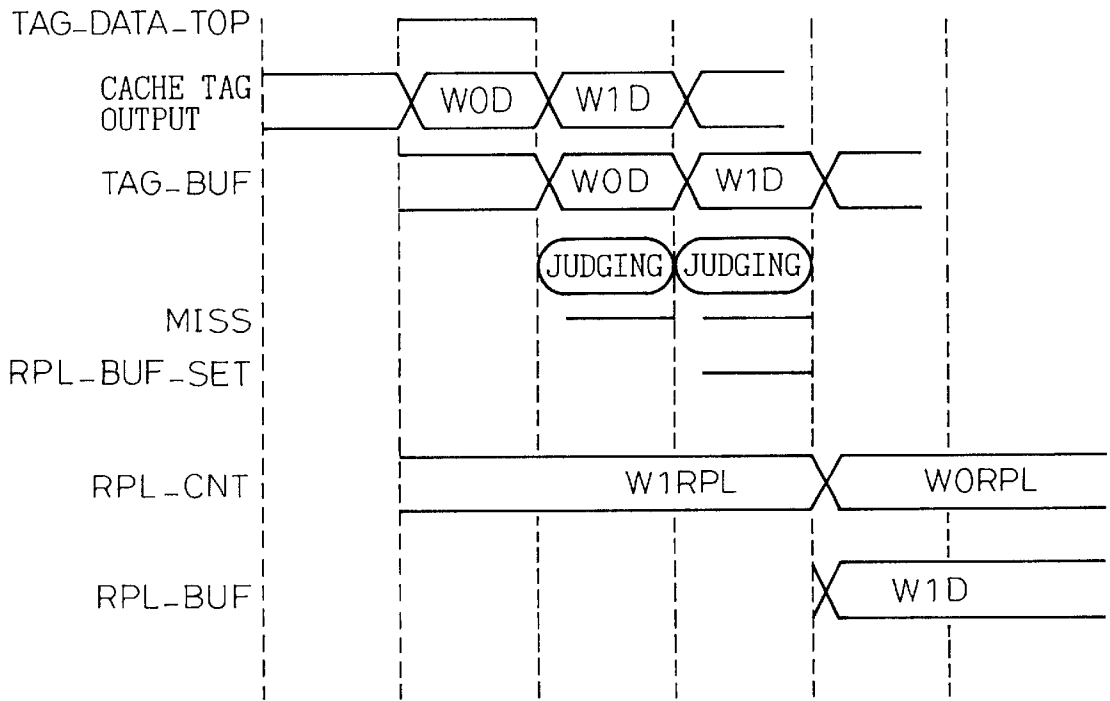 TAG_DATA_TOP
CACHE TAG
OUTPUT
W0D W1D
TAG_BUF W0D W1D
JUDGING JUDGING
MISS
RPL_BUF_SET
RPL_CNT W1RPL W0RPL
RPL_BUF W1D